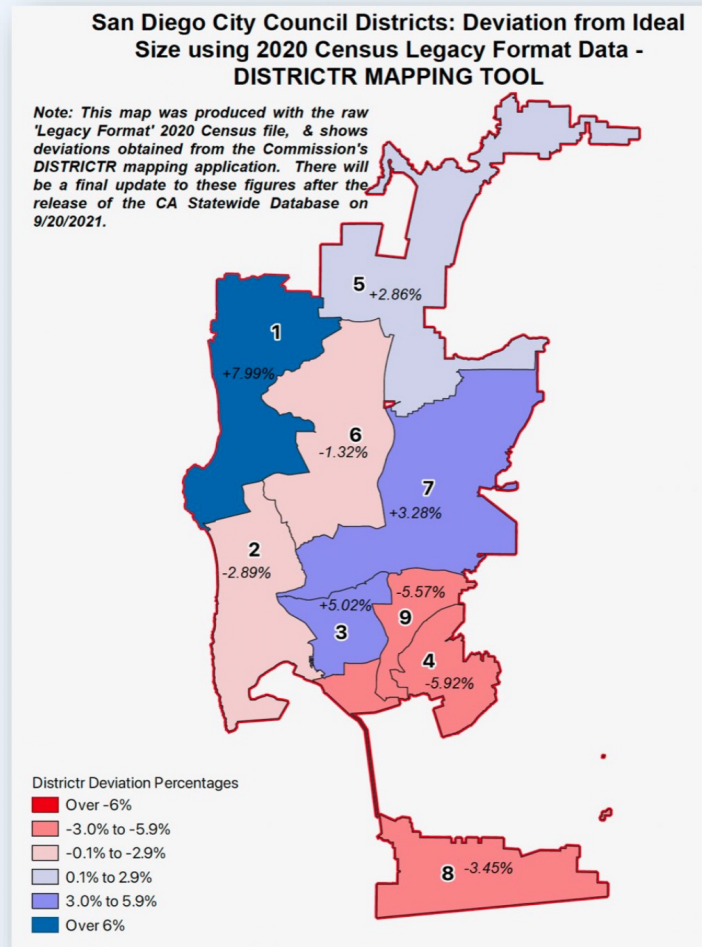 San Diego City Council Districts: Deviation from Ideal
Size using 2020 Census Legacy Format Data -
DISTRICTR MAPPING TOOL
Note: This map was produced with the raw
'Legacy Format' 2020 Census file, & shows
deviations obtained from the Commission's
DISTRICTR mapping application. There will
be a final update to these figures after the
release of the CA Statewide Database on
9/20/2021.
5
+2.86%
1
+7.99%
6
-1.32%
7
+3.28%
2
-2.89%
-5.57%
+5.02%
9
3
4
-5.92%
8 -3.45%
Districtr Deviation Percentages
Over -6%
-3.0% to -5.9%
-0.1% to -2.9%
0.1% to 2.9%
3.0% to 5.9%
Over 6%